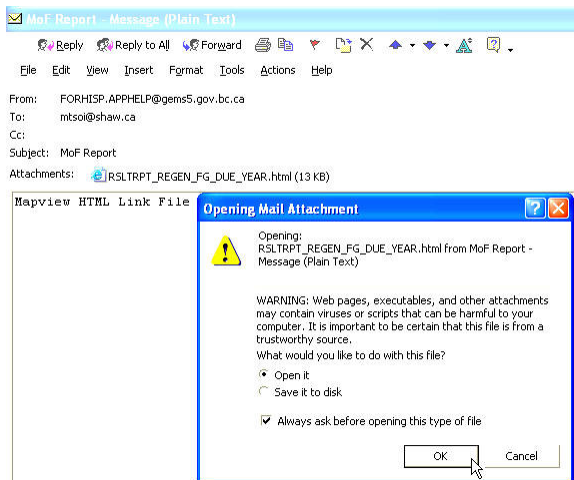 MoF Report - Message (Plain Text)
Reply Reply to All Forward
File Edit View Insert Format Tools Actions Help
From: FORHISP.APPHELP@gems5.gov.bc.ca
To: mtsoi@shaw.ca
Cc:
Subject: MoF Report
Attachments: RSLTRPT_REGEN_FG_DUE_YEAR.html (13 KB)
Mapview HTML Link File
Opening Mail Attachment
Opening:
RSLTRPT_REGEN_FG_DUE_YEAR.html from MoF Report -
Message (Plain Text)
WARNING: Web pages, executables, and other attachments
may contain viruses or scripts that can be harmful to your
computer. It is important to be certain that this file is from a
trustworthy source.
What would you like to do with this file?
Open it
Save it to disk
Always ask before opening this type of file
OK Cancel